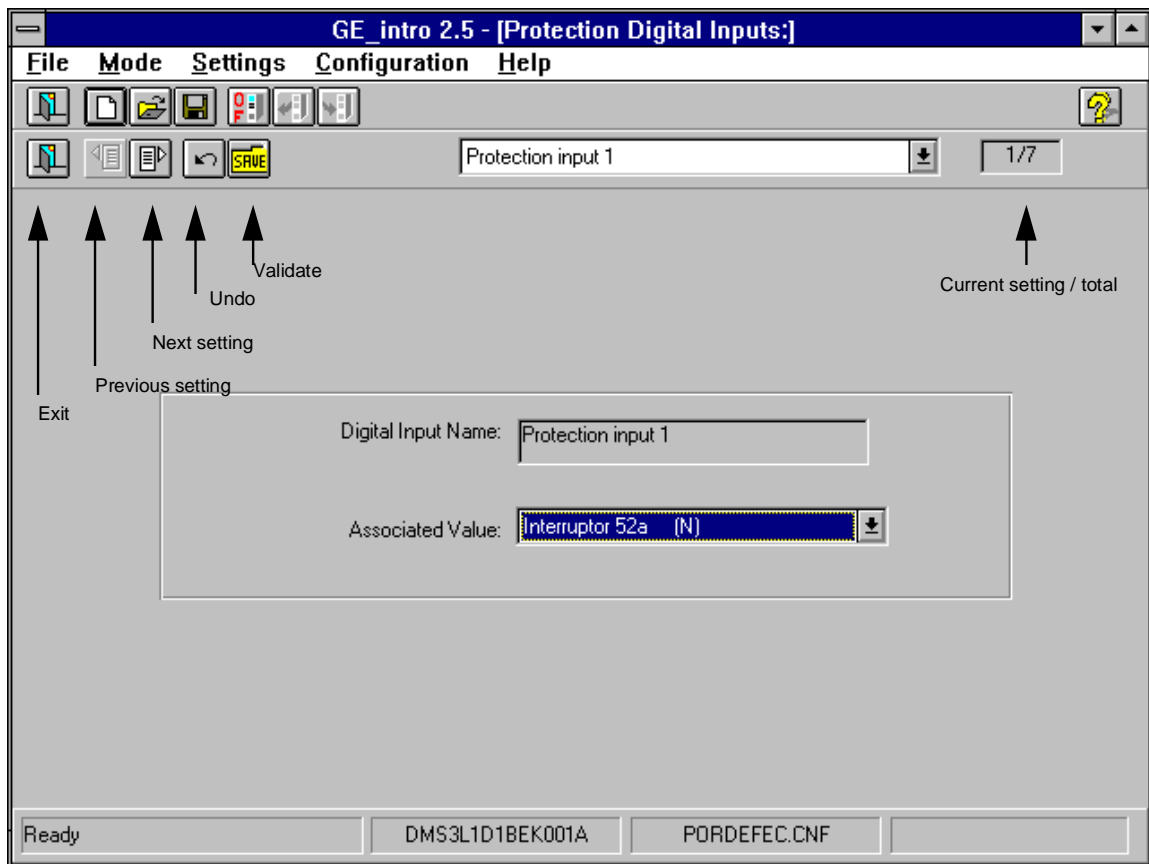 GE_intro 2.5 - [Protection Digital Inputs:]
File Mode Settings Configuration Help
SAVE
Protection input 1
1/7
Validate
Current setting / total
Undo
Next setting
Previous setting
Exit
Digital Input Name: Protection input 1
Associated Value: Interruptor 52a (N)
Ready
DMS3L1D1BEK001A
PORDEFEC.CNF